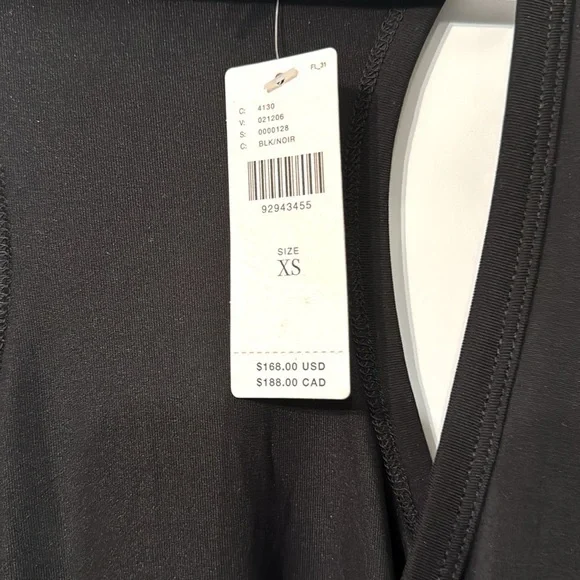 FL_31
C: 4130
V: 021206
S: 0000128
C: BLK/NOIR
92943455
SIZE
XS
$168.00 USD
$188.00 CAD